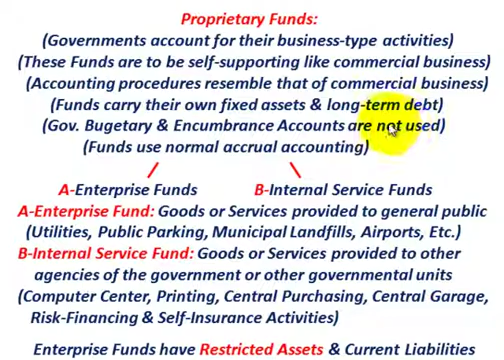 Proprietary Funds:
(Governments account for their business-type activities)
(These Funds are to be self-supporting like commercial business)
(Accounting procedures resemble that of commercial business)
(Funds carry their own fixed assets & long-term debt)
(Gov. Bugetary & Encumbrance Accounts are not used)
(Funds use normal accrual accounting)
A-Enterprise Funds B-Internal Service Funds
A-Enterprise Fund: Goods or Services provided to general public
(Utilities, Public Parking, Municipal Landfills, Airports, Etc.)
B-Internal Service Fund: Goods or Services provided to other
agencies of the government or other governmental units
(Computer Center, Printing, Central Purchasing, Central Garage,
Risk-Financing & Self-Insurance Activities)
Enterprise Funds have Restricted Assets & Current Liabilities